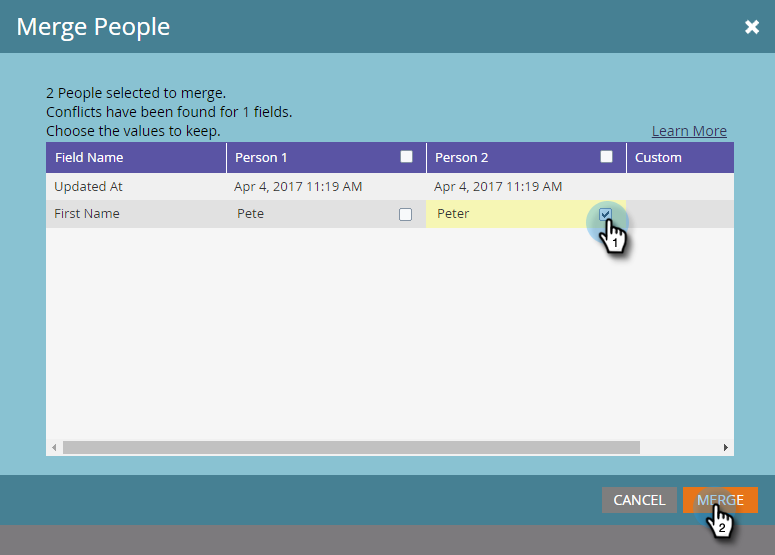 Merge People
2 People selected to merge.
Conflicts have been found for 1 fields.
Choose the values to keep.
Learn More
Field Name Person 1 Person 2 Custom
Updated At Apr 4, 2017 11:19 AM Apr 4, 2017 11:19 AM
First Name Pete Peter
1
CANCEL MERGE
2